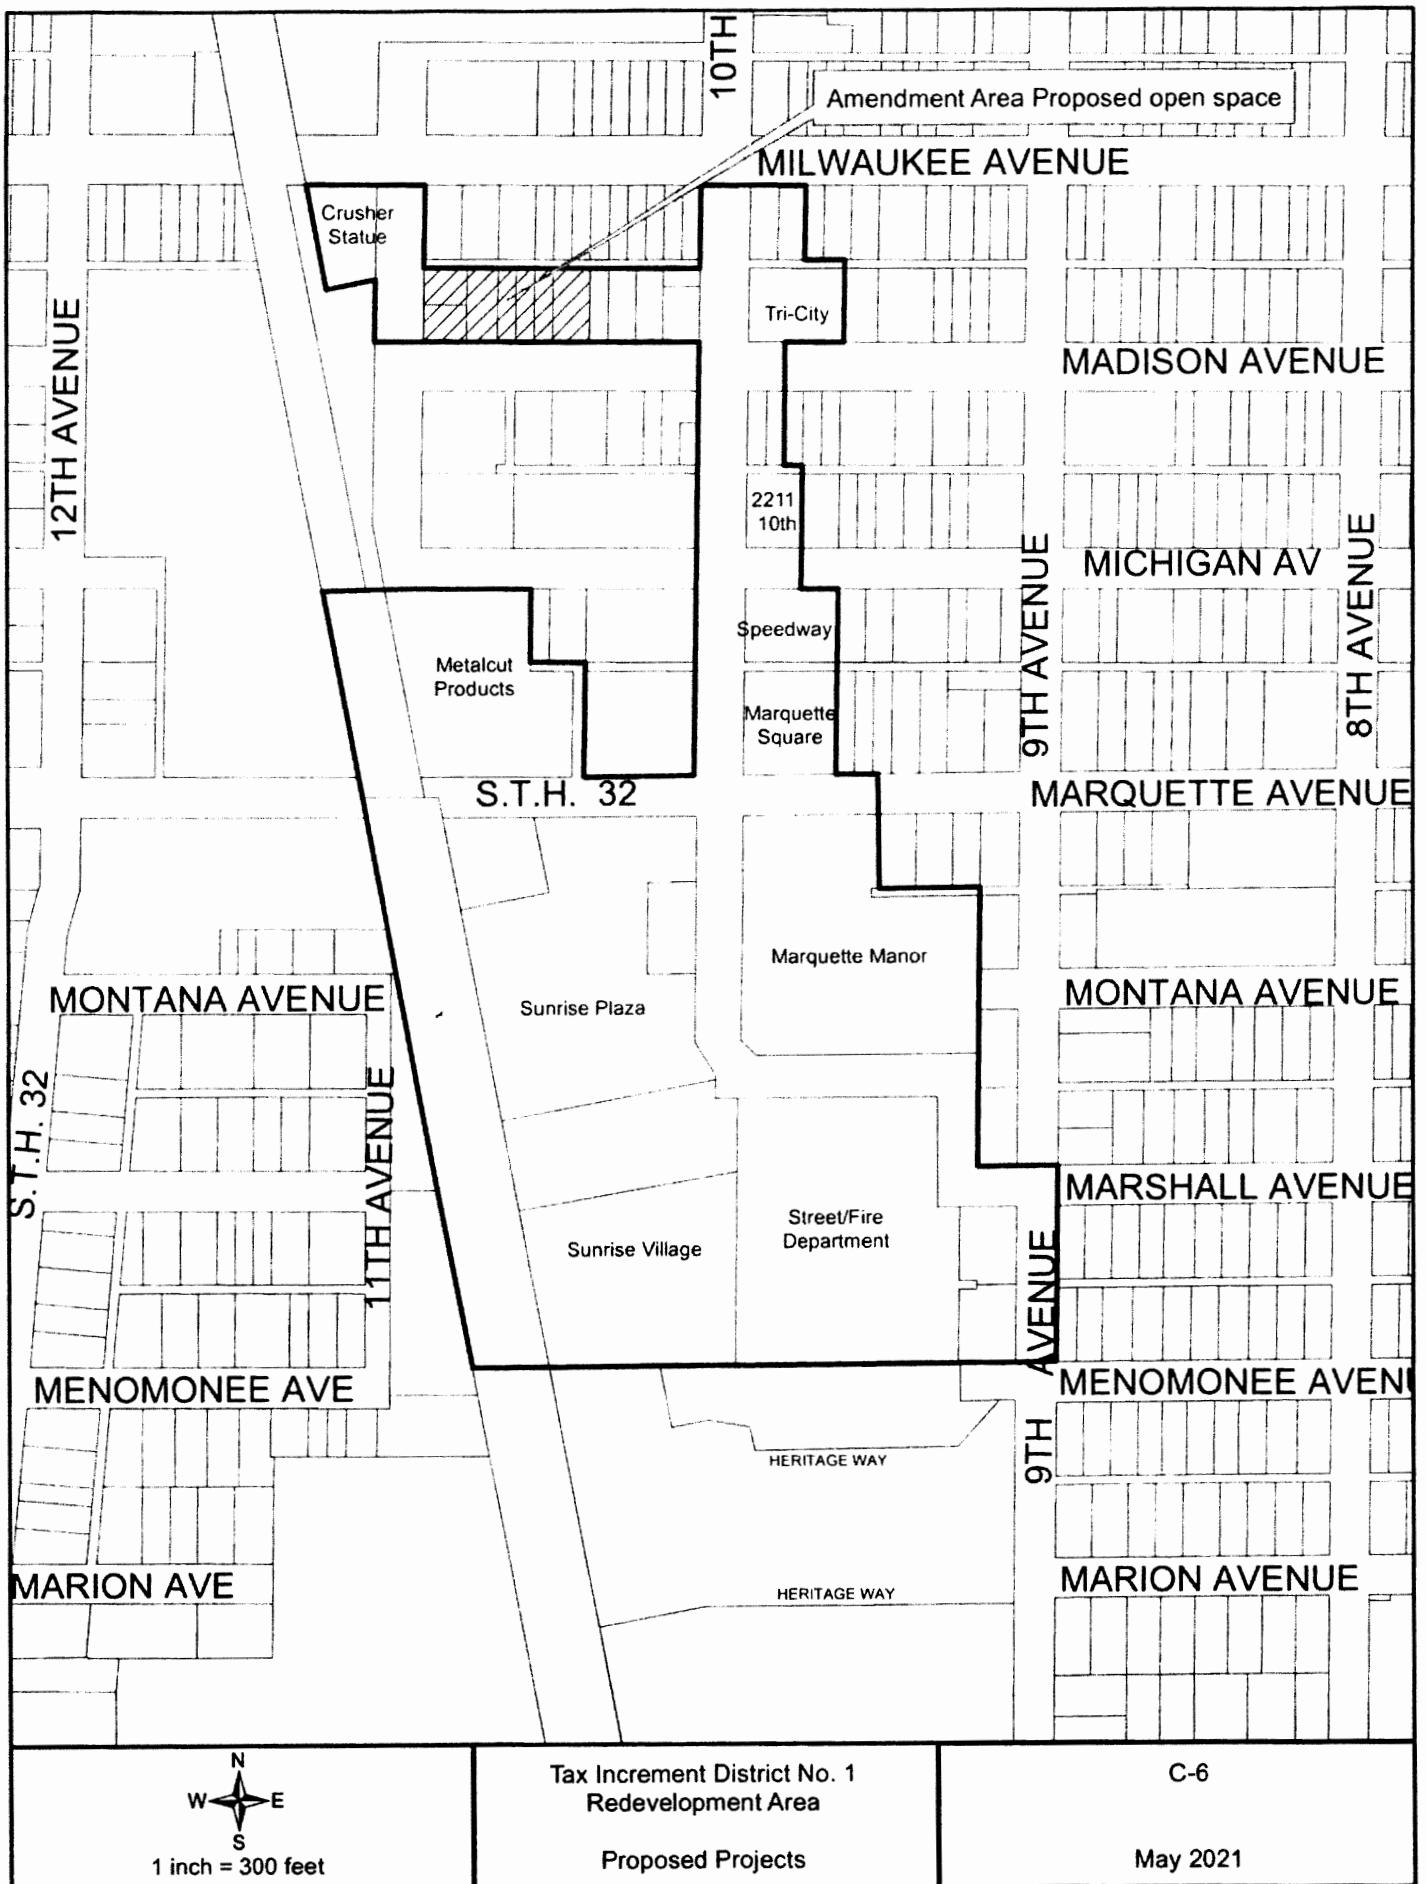 10TH
Amendment Area Proposed open space
MILWAUKEE AVENUE
Crusher
Statue
Tri-City
12TH AVENUE
MADISON AVENUE
2211
10th
MICHIGAN AV
9TH AVENUE
8TH AVENUE
Speedway
Metalcut
Products
Marquette
Square
S.T.H. 32
MARQUETTE AVENUE
Marquette Manor
MONTANA AVENUE
Sunrise Plaza
MONTANA AVENUE
S.T.H. 32
11TH AVENUE
MARSHALL AVENUE
Street/Fire
Department
Sunrise Village
9TH AVENUE
MENOMONEE AVE
MENOMONEE AVEN
HERITAGE WAY
MARION AVE
HERITAGE WAY
MARION AVENUE
N
W E
S
1 inch = 300 feet
Tax Increment District No. 1
Redevelopment Area
Proposed Projects
C-6
May 2021